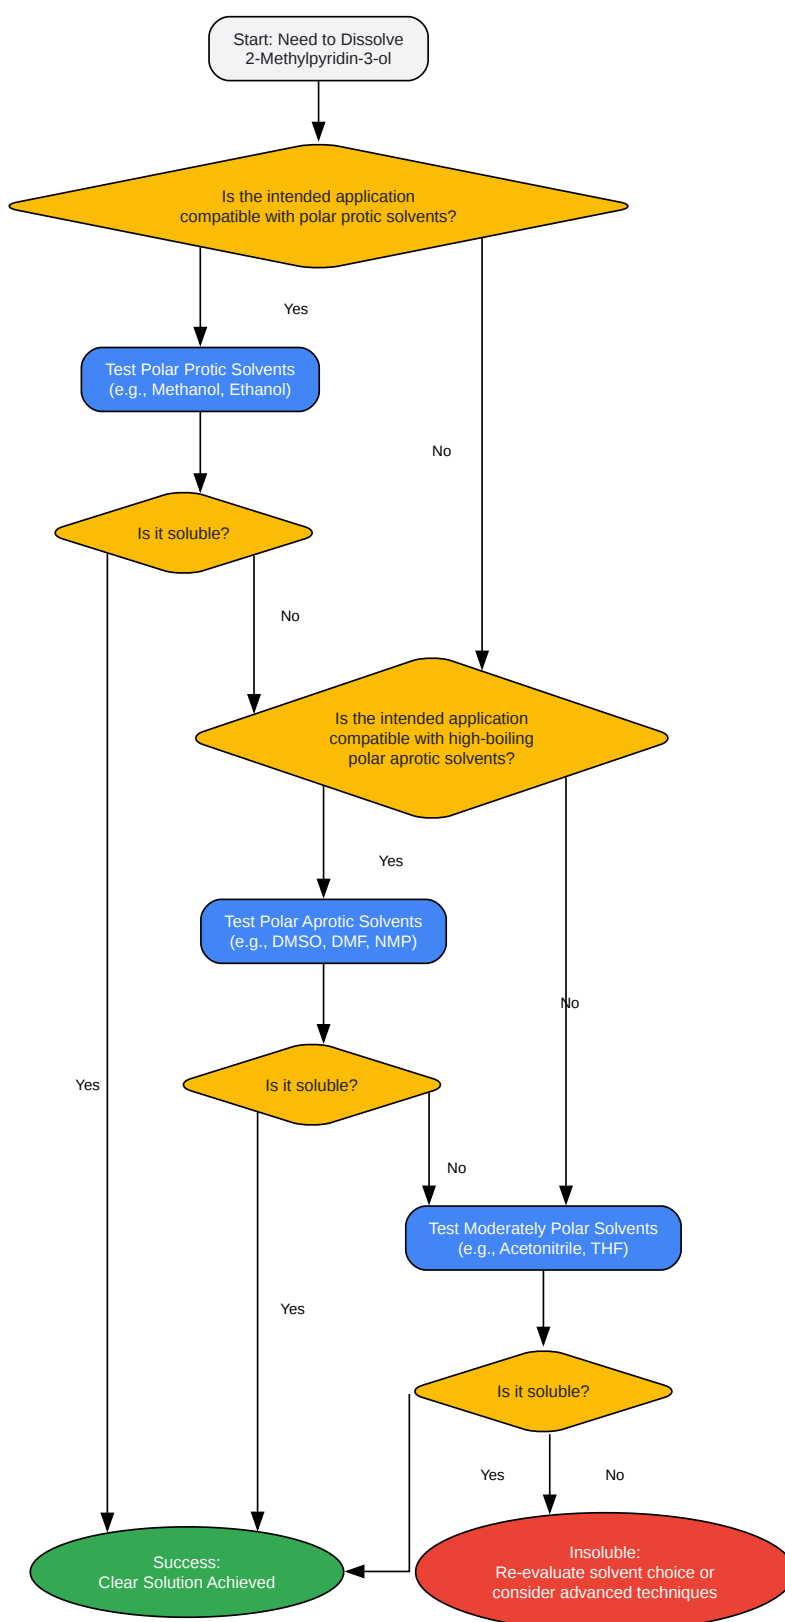 Start: Need to Dissolve
2-Methylpyridin-3-ol
Is the intended application
compatible with polar protic solvents?
Yes
Test Polar Protic Solvents
(e.g., Methanol, Ethanol)
No
Is it soluble?
No
Is the intended application
compatible with high-boiling
polar aprotic solvents?
Yes
Test Polar Aprotic Solvents
(e.g., DMSO, DMF, NMP)
No
Yes
Is it soluble?
No
Test Moderately Polar Solvents
(e.g., Acetonitrile, THF)
Yes
Is it soluble?
Yes
No
Success:
Clear Solution Achieved
Insoluble:
Re-evaluate solvent choice or
consider advanced techniques